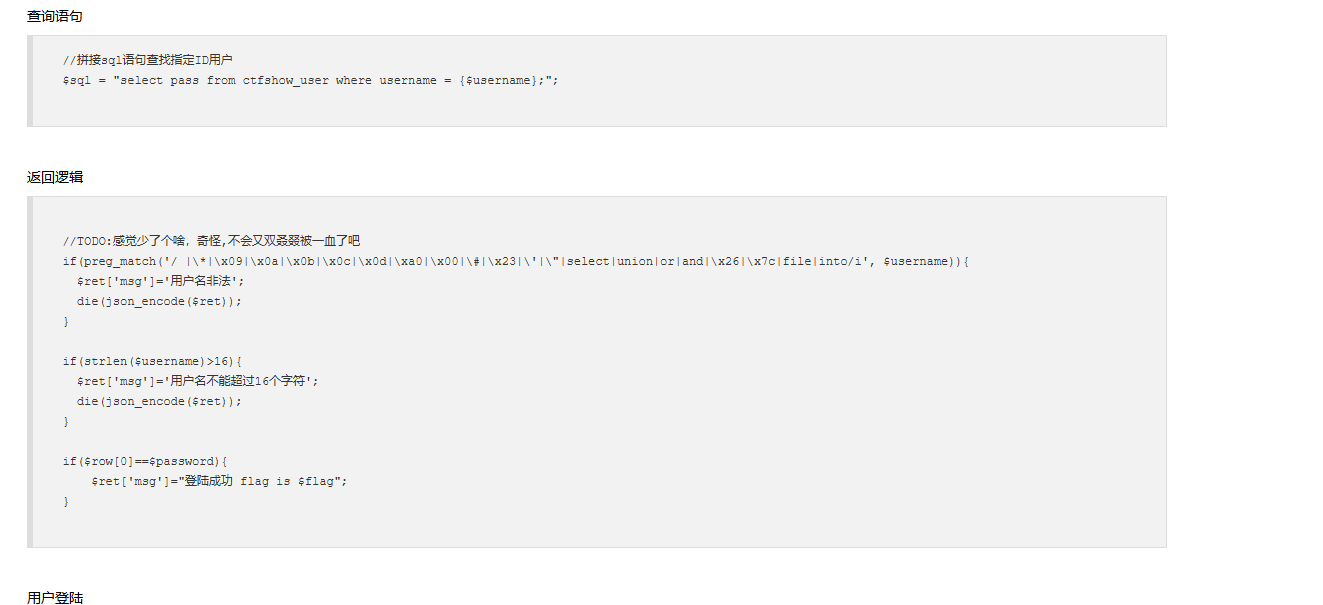 查询语句
//拼接sql语句查找指定ID用户
$sql = "select pass from ctfshow_user where username = {$username};";
返回逻辑
//TODO:感觉少了个啥，奇怪,不会又双叒叕被一血了吧
if(preg_match('/ |\*|\x09|\x0a|\x0b|\x0c|\x0d|\xa0|\x00|\#|\x23|\'|\"|select|union|or|and|\x26|\x7c|file|into/i', $username)){
$ret['msg']='用户名非法';
die(json_encode($ret));
}
if(strlen($username)>16){
$ret['msg']='用户名不能超过16个字符';
die(json_encode($ret));
}
if($row[0]==$password){
$ret['msg']="登陆成功 flag is $flag";
}
用户登陆